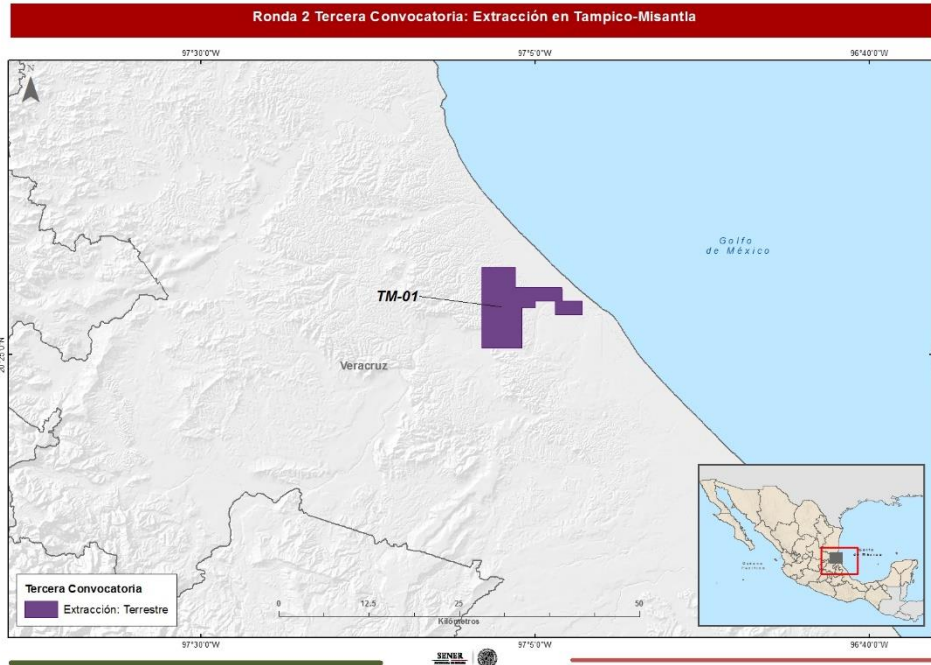 Ronda 2 Tercera Convocatoria: Extracción en Tampico-Misantla
97°30'0"W 97°5'0"W 96°40'0"W
N
Golfo
de México
TM-01
Veracruz
Tercera Convocatoria
Extracción: Terrestre
0 12.5 25 50
Kilómetros
97°30'0"W 97°5'0"W 96°40'0"W
SENER